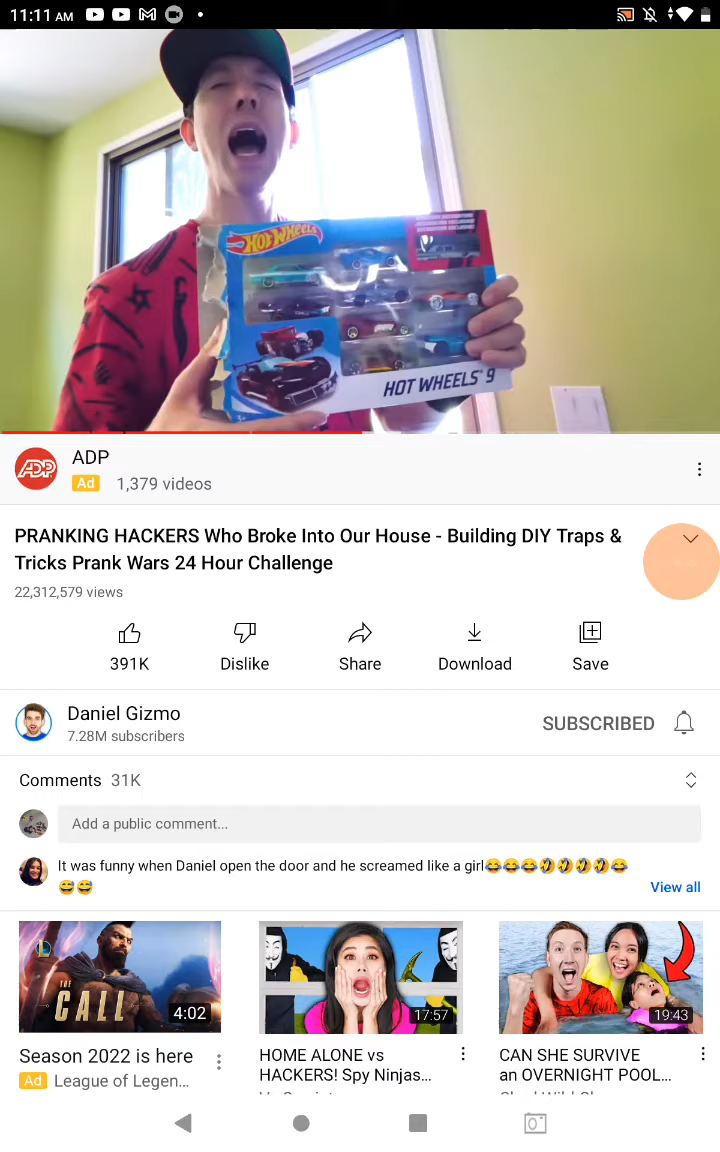 11:11 AM
HOT WHEELS
HOT WHEELS 9
ADP
ADP
Ad 1,379 videos
PRANKING HACKERS Who Broke Into Our House - Building DIY Traps &
Tricks Prank Wars 24 Hour Challenge
22,312,579 views
391K Dislike Share Download Save
Daniel Gizmo
7.28M subscribers
SUBSCRIBED
Comments 31K
Add a public comment...
It was funny when Daniel open the door and he screamed like a girl😂😂😂🤣🤣🤣🤣😂
😅😅
View all
THE
CALL
4:02
17:57
19:43
Season 2022 is here
Ad League of Legen...
HOME ALONE vs
HACKERS! Spy Ninjas...
CAN SHE SURVIVE
an OVERNIGHT POOL...